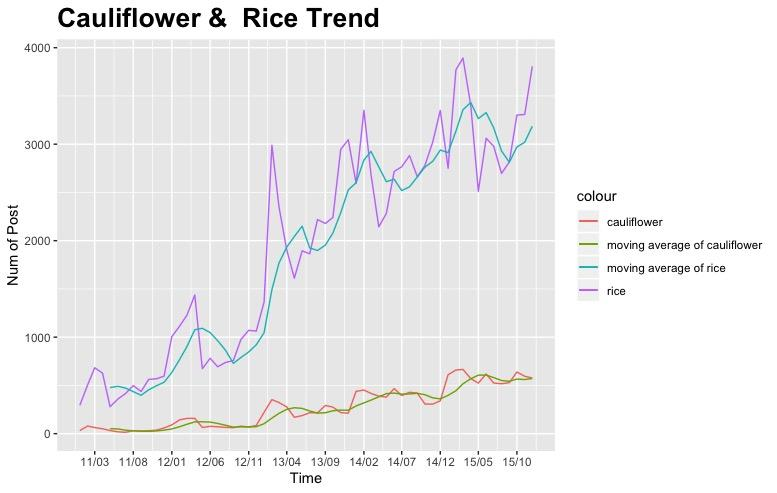 Cauliflower &  Rice Trend
Num of Post
4000
3000
2000
1000
0
11/03 11/08 12/01 12/06 12/11 13/04 13/09 14/02 14/07 14/12 15/05 15/10
Time
colour
cauliflower
moving average of cauliflower
moving average of rice
rice